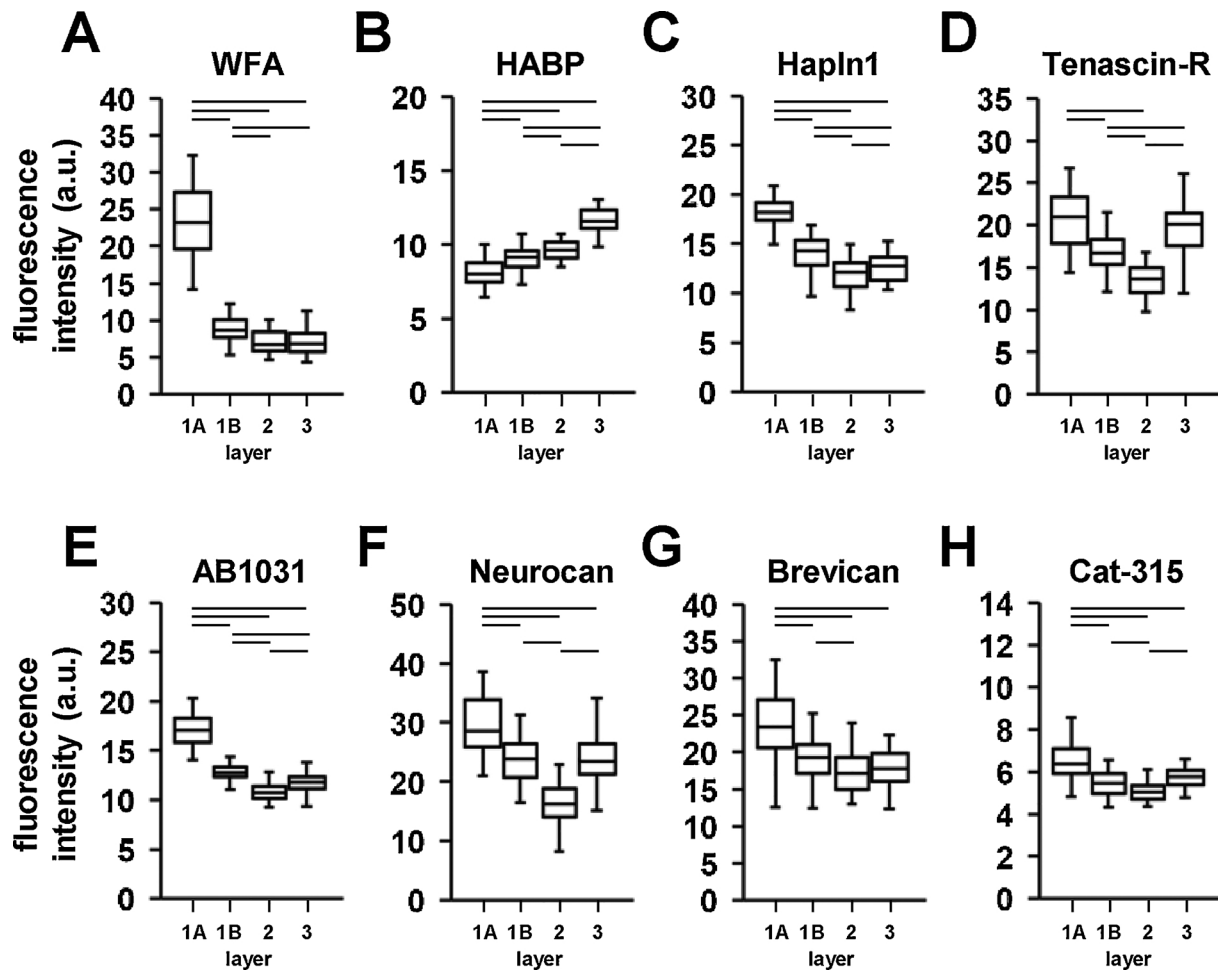 A
WFA
B
HABP
C
Hapln1
D
Tenascin-R
fluorescence
intensity (a.u.)
40
35
30
25
20
15
10
5
0
1A 1B 2 3
layer
20
15
10
5
0
1A 1B 2 3
layer
30
25
20
15
10
5
0
1A 1B 2 3
layer
35
30
25
20
15
10
5
0
1A 1B 2 3
layer
E
AB1031
F
Neurocan
G
Brevican
H
Cat-315
fluorescence
intensity (a.u.)
30
25
20
15
10
5
0
1A 1B 2 3
layer
50
40
30
20
10
0
1A 1B 2 3
layer
40
35
30
25
20
15
10
5
0
1A 1B 2 3
layer
14
12
10
8
6
4
2
0
1A 1B 2 3
layer